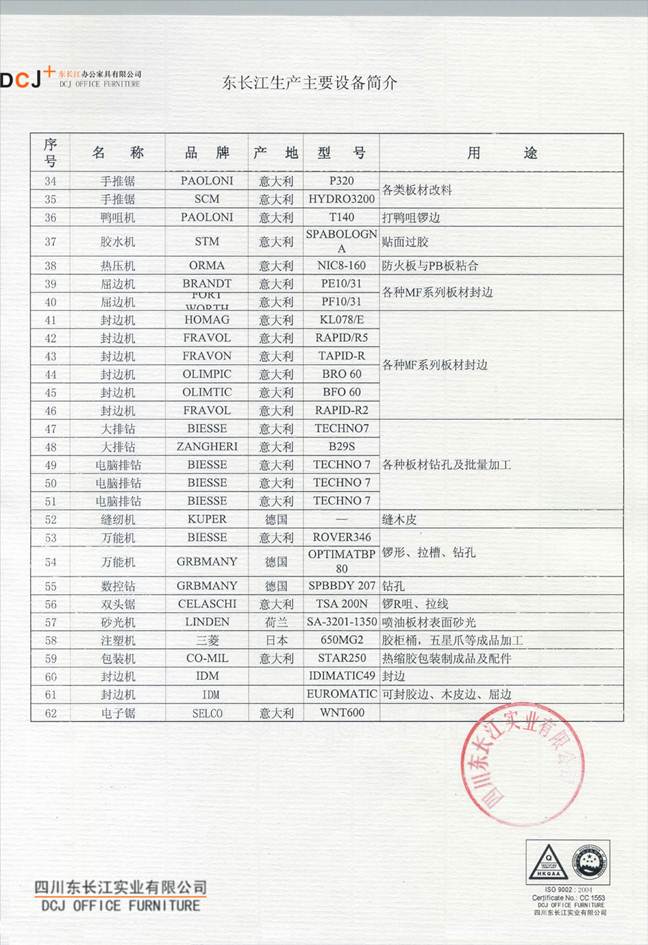 DCJ+ 东长江办公家具有限公司
DCJ OFFICE FURNITURE
东长江生产主要设备简介
序号 名 称 品 牌 产 地 型 号 用 途
34 手推锯 PAOLONI 意大利 P320 各类板材改料
35 手推锯 SCM 意大利 HYDRO3200
36 鸭咀机 PAOLONI 意大利 T140 打鸭咀锣边
37 胶水机 STM 意大利 SPABOLOGNA 贴面过胶
38 热压机 ORMA 意大利 NIC8-160 防火板与PB板粘合
39 屈边机 BRANDT 意大利 PE10/31 各种MF系列板材封边
40 屈边机 PORT WORTH 意大利 PF10/31
41 封边机 HOMAG 意大利 KL078/E 各种MF系列板材封边
42 封边机 FRAVOL 意大利 RAPID/R5
43 封边机 FRAVON 意大利 TAPID-R
44 封边机 OLIMPIC 意大利 BRO 60
45 封边机 OLIMTIC 意大利 BFO 60
46 封边机 FRAVOL 意大利 RAPID-R2
47 大排钻 BIESSE 意大利 TECHNO7 各种板材钻孔及批量加工
48 大排钻 ZANGHERI 意大利 B29S
49 电脑排钻 BIESSE 意大利 TECHNO 7
50 电脑排钻 BIESSE 意大利 TECHNO 7
51 电脑排钻 BIESSE 意大利 TECHNO 7
52 缝纫机 KUPER 德国 — 缝木皮
53 万能机 BIESSE 意大利 ROVER346 锣形、拉槽、钻孔
54 万能机 GRBMANY 德国 OPTIMATBP80
55 数控钻 GRBMANY 德国 SPBBDY 207 钻孔
56 双头锯 CELASCHI 意大利 TSA 200N 锣R咀、拉线
57 砂光机 LINDEN 荷兰 SA-3201-1350 喷油板材表面砂光
58 注塑机 三菱 日本 650MG2 胶柜桶，五星爪等成品加工
59 包装机 CO-MIL 意大利 STAR250 热缩胶包装制成品及配件
60 封边机 IDM IDIMATIC49 封边
61 封边机 IDM EUROMATIC 可封胶边、木皮边、屈边
62 电子锯 SELCO 意大利 WNT600
四川东长江实业有限公
四川东长江实业有限公司
DCJ OFFICE FURNITURE
Q
HKQAA
ISO 9002 : 2001
Certificate No.: CC 1553
DCJ OFFICE FURNITURE
四川东长江实业有限公司